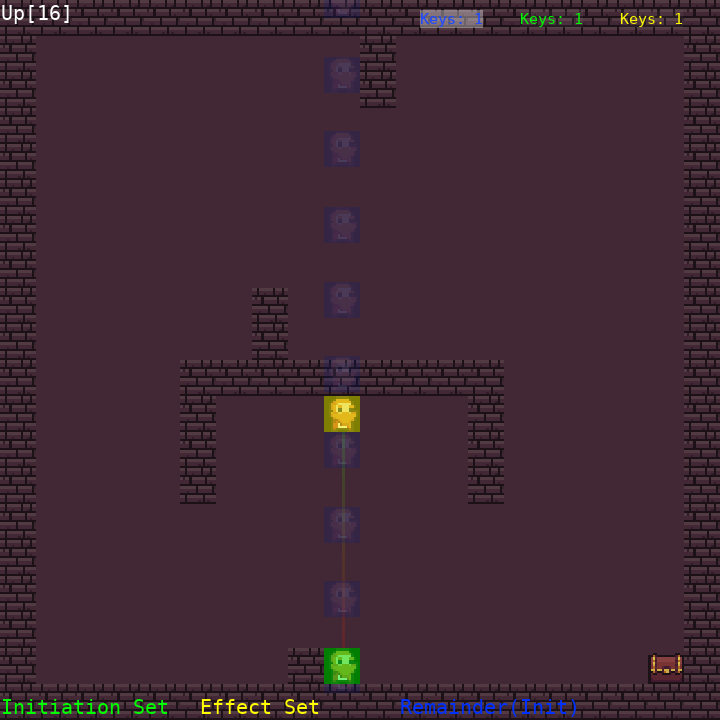 Up[16]
Keys: 1 Keys: 1 Keys: 1
Initiation Set Effect Set Remainder(Init)